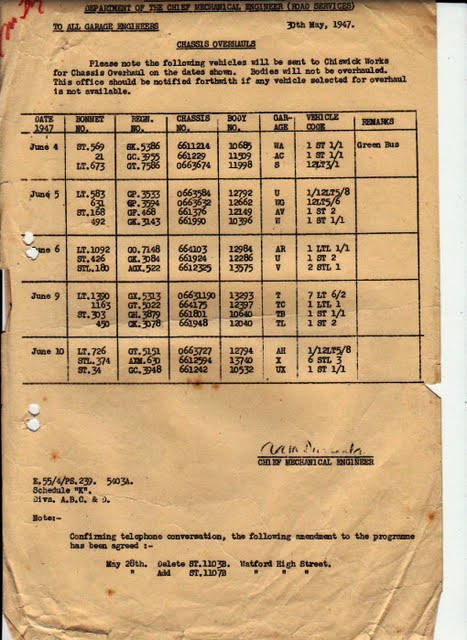 DEPARTMENT OF THE CHIEF MECHANICAL ENGINEER (ROAD SERVICES)
TO ALL GARAGE ENGINEERS 30th May, 1947.
CHASSIS OVERHAULS
Please note the following vehicles will be sent to Chiswick Works
for Chassis Overhaul on the dates shown. Bodies will not be overhauled.
This office should be notified forthwith if any vehicle selected for overhaul
is not available.
DATE 1947 BONNET NO. REGN. NO. CHASSIS NO. BODY NO. GAR-AGE VEHICLE CODE REMARKS
June 4 ST.569 GK.5386 6611214 10685 WA 1 ST 1/1 Green Bus
21 GC.3955 661229 11509 AC 1 ST 1/1
LT.673 GT.7586 0663674 11998 S 12LT3/1
June 5 LT.583 GP.3533 0663584 12792 U 1/12LT5/8
631 GP.3594 0663632 12662 WG 12LT5/6
ST.168 GF.468 661376 12149 AV 1 ST 2
492 GK.3143 661990 10396 W 1 ST 1/1
June 6 LT.1092 GO.7148 664103 12984 AR 1 LTL 1/1
ST.426 GK.3084 661924 12286 U 1 ST 2
STL.180 AGX.522 6612325 13575 V 2 STL 1
June 9 LT.1390 GX.5313 06631190 13293 T 7 LT 6/2
1163 GT.5022 664175 12397 TC 1 LTL 1
ST.303 GH.3879 661801 10640 TB 1 ST 1/1
450 GK.3078 661948 12040 TL 1 ST 2
June 10 LT.726 GT.5151 0663727 12794 AH 1/12LT5/8
STL.374 AXM.630 6612594 13740 X 6 STL 3
ST.34 GC.3948 661242 10532 UX 1 ST 1/1
CHIEF MECHANICAL ENGINEER
E.55/4/PS.239. 5403A.
Schedule "K".
Divs. A.B.C. & D.
Note:-
Confirming telephone conversation, the following amendment to the programme
has been agreed :-
May 28th. Delete ST.1103B. Watford High Street.
" Add ST.1107B " " "